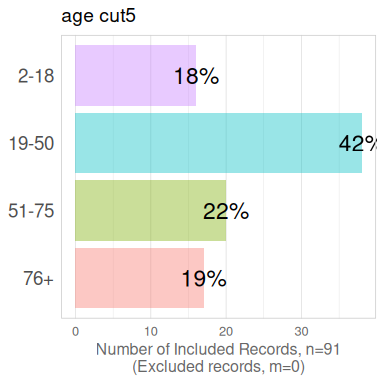 age cut5
2-18
18%
19-50
42%
51-75
22%
76+
19%
0 10 20 30
Number of Included Records, n=91
(Excluded records, m=0)